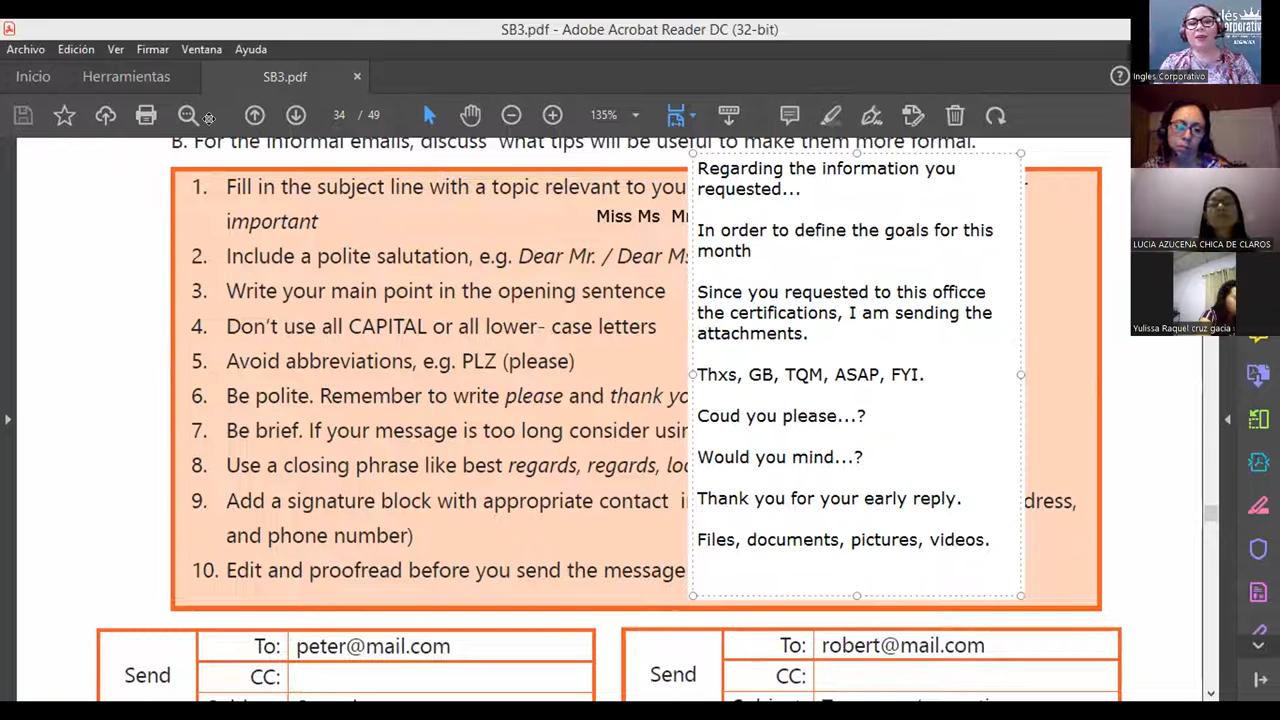 SB3.pdf - Adobe Acrobat Reader DC (32-bit)
Archivo Edición Ver Firmar Ventana Ayuda
Inicio Herramientas SB3.pdf
34 / 49 135%
B. For the informal emails, discuss what tips will be useful to make them more formal.
1. Fill in the subject line with a topic relevant to you
important
Miss Ms
2. Include a polite salutation, e.g. Dear Mr. / Dear Ms
3. Write your main point in the opening sentence
4. Don't use all CAPITAL or all lower- case letters
5. Avoid abbreviations, e.g. PLZ (please)
6. Be polite. Remember to write please and thank yo
7. Be brief. If your message is too long consider usin
8. Use a closing phrase like best regards, regards,
9. Add a signature block with appropriate contact dress,
and phone number)
10. Edit and proofread before you send the message
Regarding the information you
requested...
In order to define the goals for this
month
Since you requested to this officce
the certifications, I am sending the
attachments.
Thxs, GB, TQM, ASAP, FYI.
Coud you please...?
Would you mind...?
Thank you for your early reply.
Files, documents, pictures, videos.
Send To: peter@mail.com
CC:
Send To: robert@mail.com
CC:
Ingles Corporativo
LUCIA AZUCENA CHICA DE CLAROS
Yulissa Raquel cruz gacia